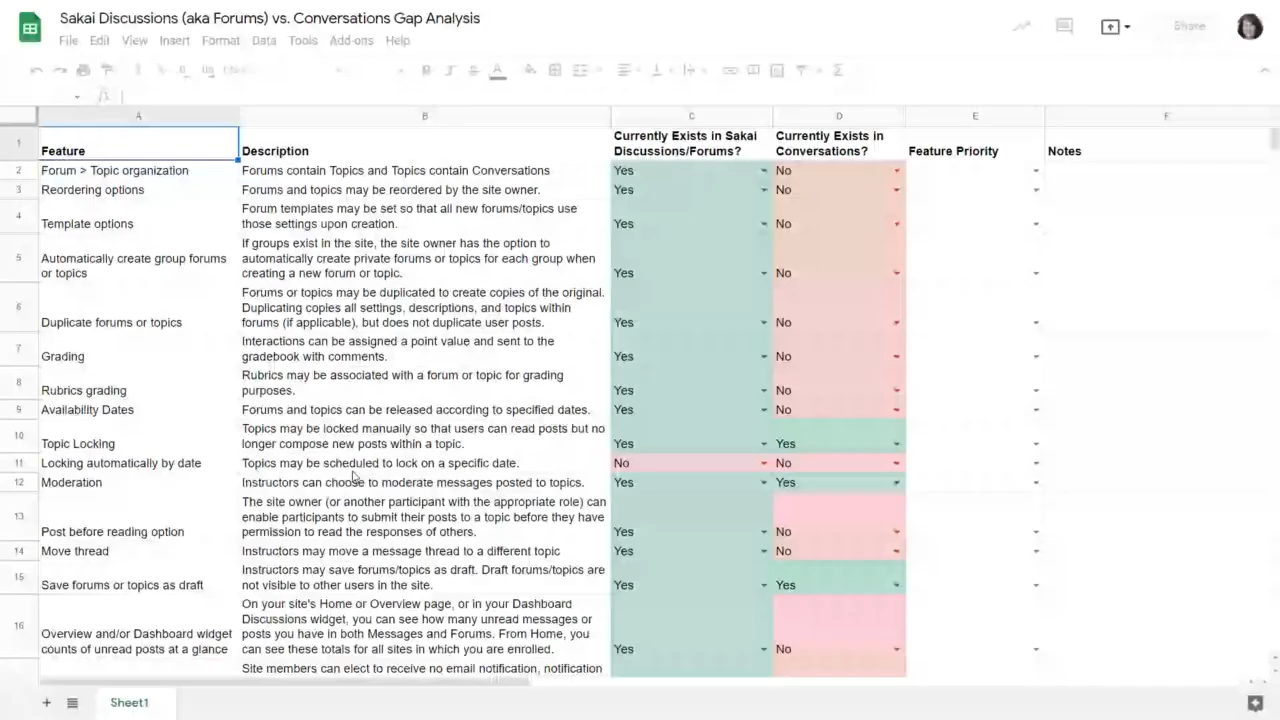 Sakai Discussions (aka Forums) vs. Conversations Gap Analysis
File Edit View Insert Format Data Tools Add-ons Help
Share
fx
A B C D E F
1 Feature Description Currently Exists in Sakai Discussions/Forums? Currently Exists in Conversations? Feature Priority Notes
2 Forum > Topic organization Forums contain Topics and Topics contain Conversations Yes No
3 Reordering options Forums and topics may be reordered by the site owner. Yes No
Forum templates may be set so that all new forums/topics use
4 Template options those settings upon creation. Yes No
If groups exist in the site, the site owner has the option to
5 Automatically create group forums automatically create private forums or topics for each group when
or topics creating a new forum or topic. Yes No
Forums or topics may be duplicated to create copies of the original.
6 Duplicating copies all settings, descriptions, and topics within
Duplicate forums or topics forums (if applicable), but does not duplicate user posts. Yes No
7 Interactions can be assigned a point value and sent to the
Grading gradebook with comments. Yes No
8 Rubrics may be associated with a forum or topic for grading
Rubrics grading purposes. Yes No
9 Availability Dates Forums and topics can be released according to specified dates. Yes No
10 Topics may be locked manually so that users can read posts but no
Topic Locking longer compose new posts within a topic. Yes Yes
11 Locking automatically by date Topics may be scheduled to lock on a specific date. No No
12 Moderation Instructors can choose to moderate messages posted to topics. Yes Yes
The site owner (or another participant with the appropriate role) can
13 enable participants to submit their posts to a topic before they have
Post before reading option permission to read the responses of others. Yes No
14 Move thread Instructors may move a message thread to a different topic Yes No
15 Instructors may save forums/topics as draft. Draft forums/topics are
Save forums or topics as draft not visible to other users in the site. Yes Yes
On your site's Home or Overview page, or in your Dashboard
16 Discussions widget, you can see how many unread messages or
Overview and/or Dashboard widget posts you have in both Messages and Forums. From Home, you
counts of unread posts at a glance can see these totals for all sites in which you are enrolled. Yes No
Site members can elect to receive no email notification, notification
Sheet1